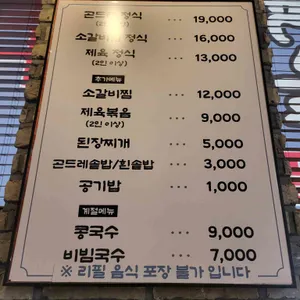 곤드레정식 ··· 19,000
소갈비찜정식 ··· 16,000
제육 정식 ··· 13,000
(2인 이상)
추가메뉴
소갈비찜 ··· 12,000
제육볶음 ··· 9,000
(2인 이상)
된장찌개 ··· 5,000
곤드레솥밥/흰솥밥 ··· 3,000
공기밥 ··· 1,000
계절메뉴
콩국수 ··· 9,000
비빔국수 ··· 7,000
※ 리필 음식 포장 불가 입니다